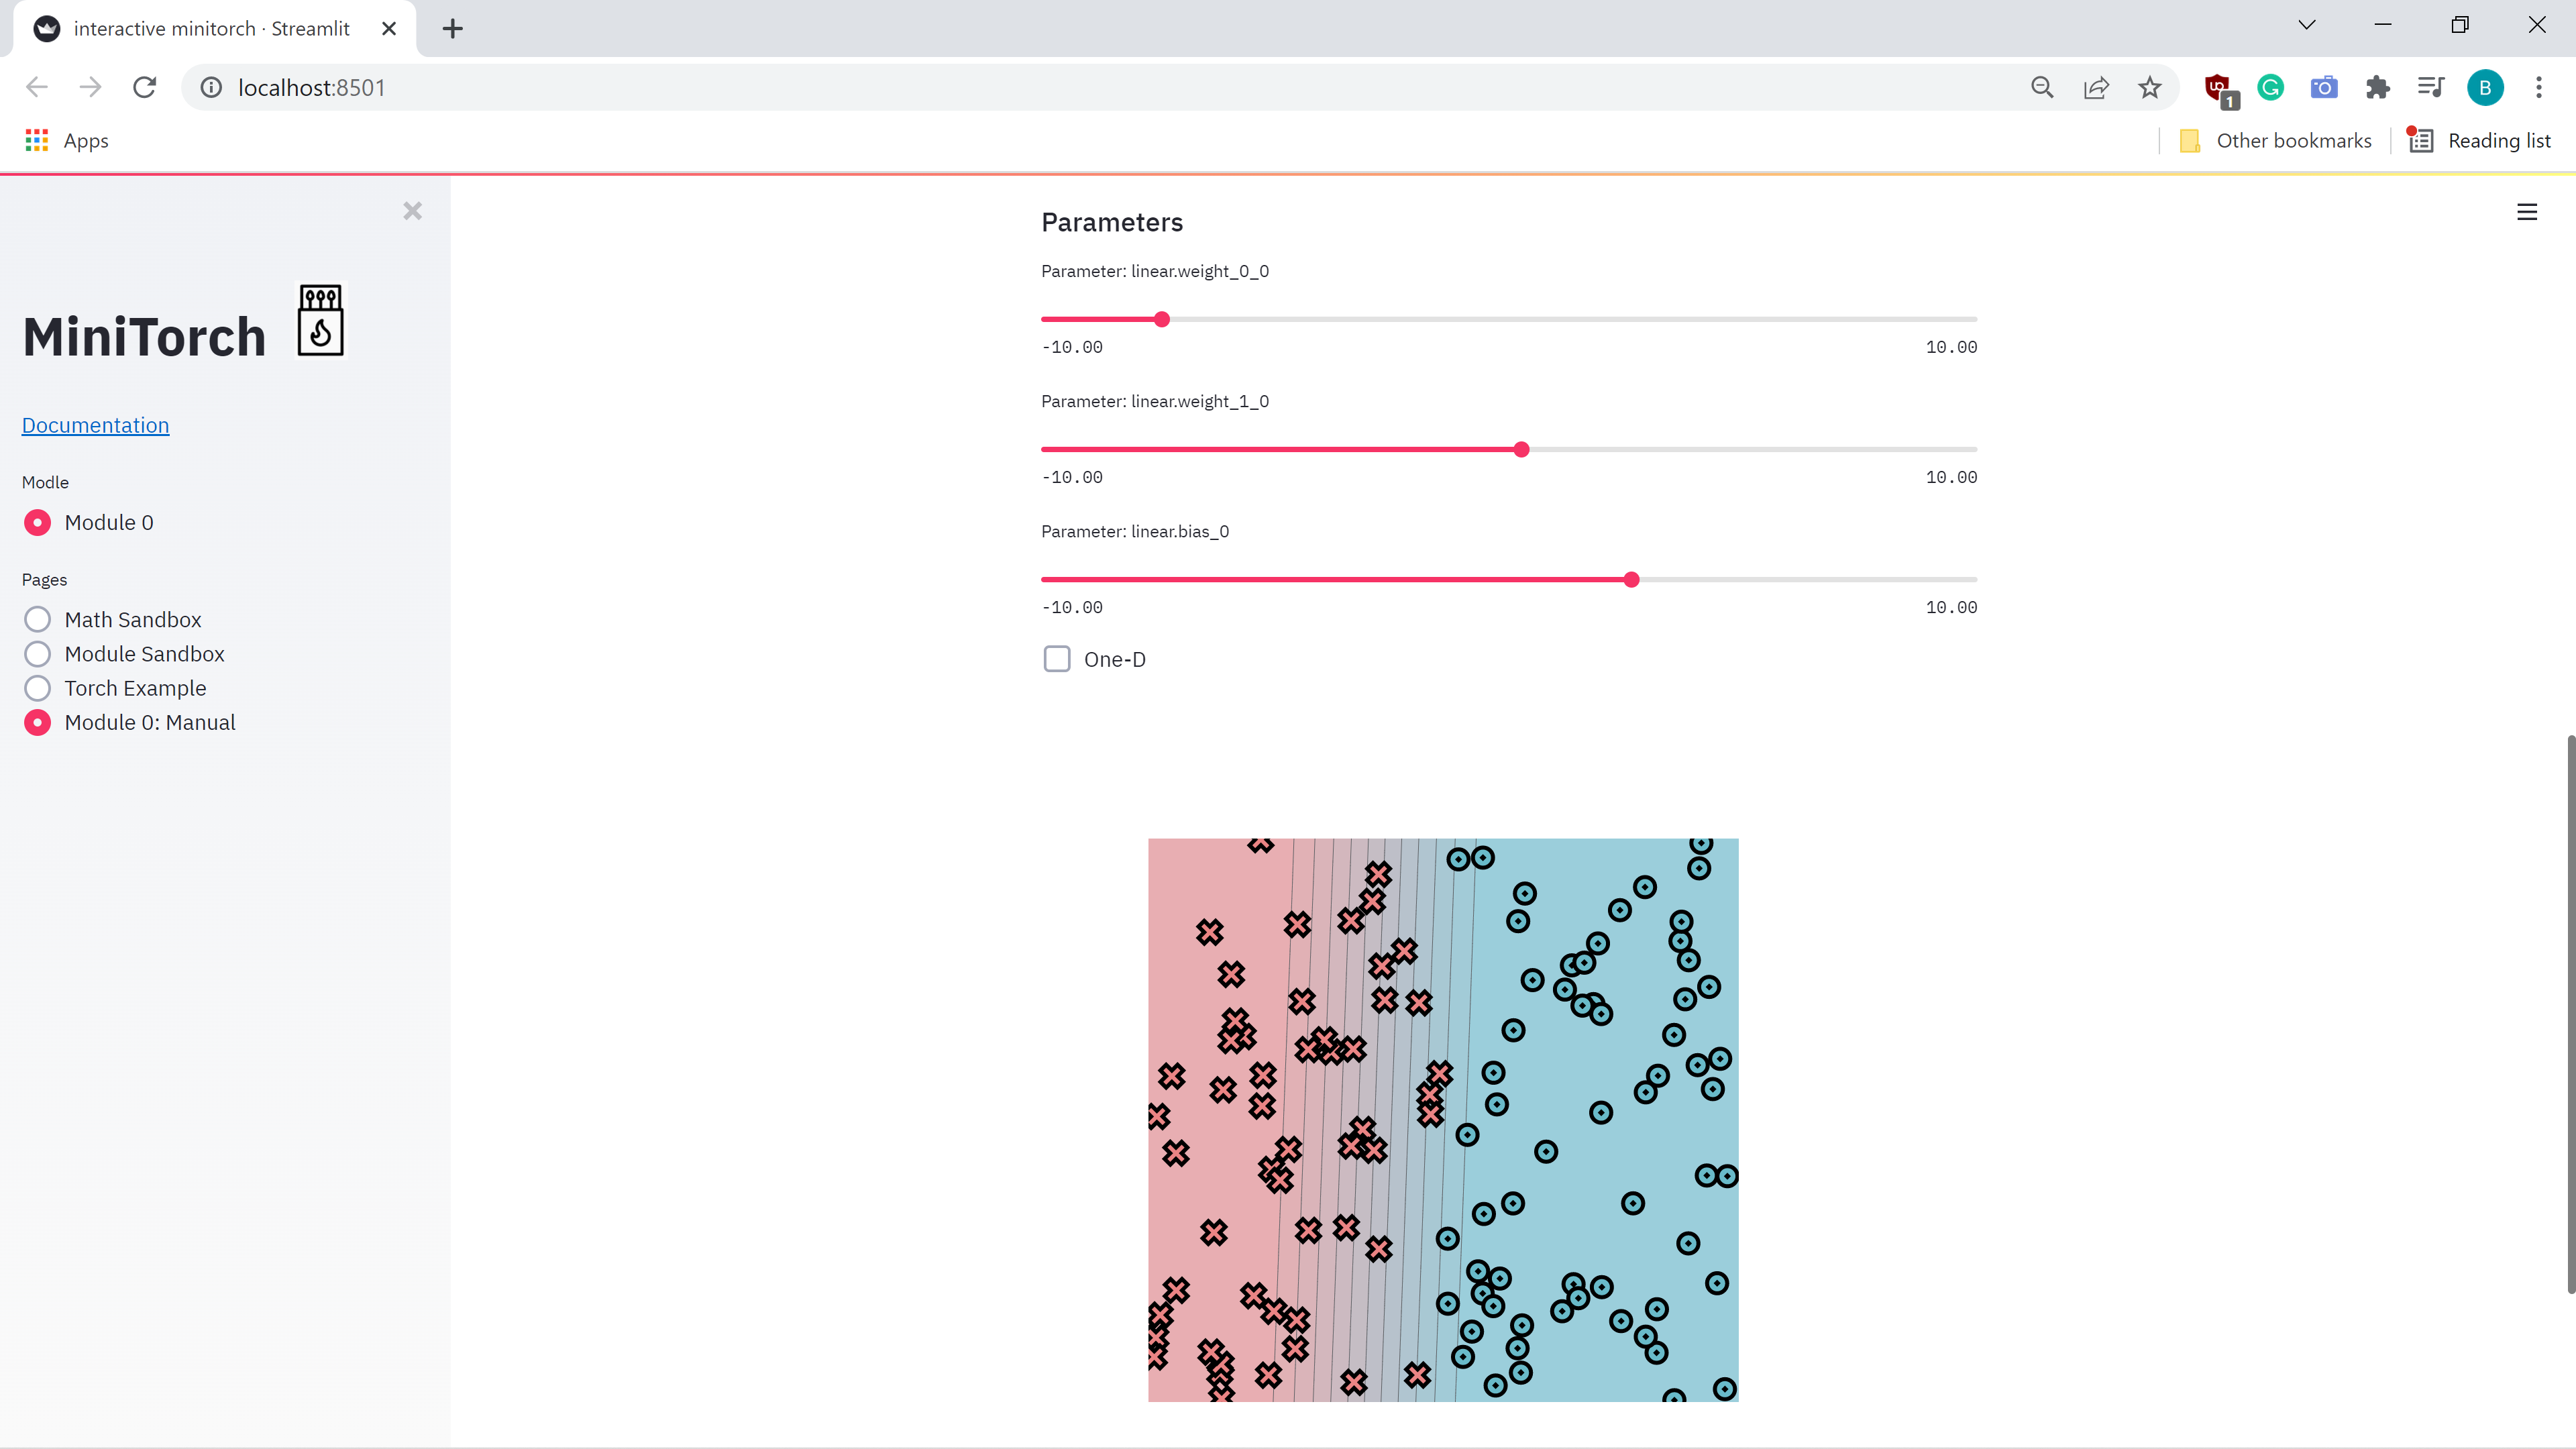 interactive minitorch · Streamlit
localhost:8501
1
B
Apps
Other bookmarks
Reading list
MiniTorch
Documentation
Modle
Module 0
Pages
Math Sandbox
Module Sandbox
Torch Example
Module 0: Manual
Parameters
Parameter: linear.weight_0_0
-10.00 10.00
Parameter: linear.weight_1_0
-10.00 10.00
Parameter: linear.bias_0
-10.00 10.00
One-D